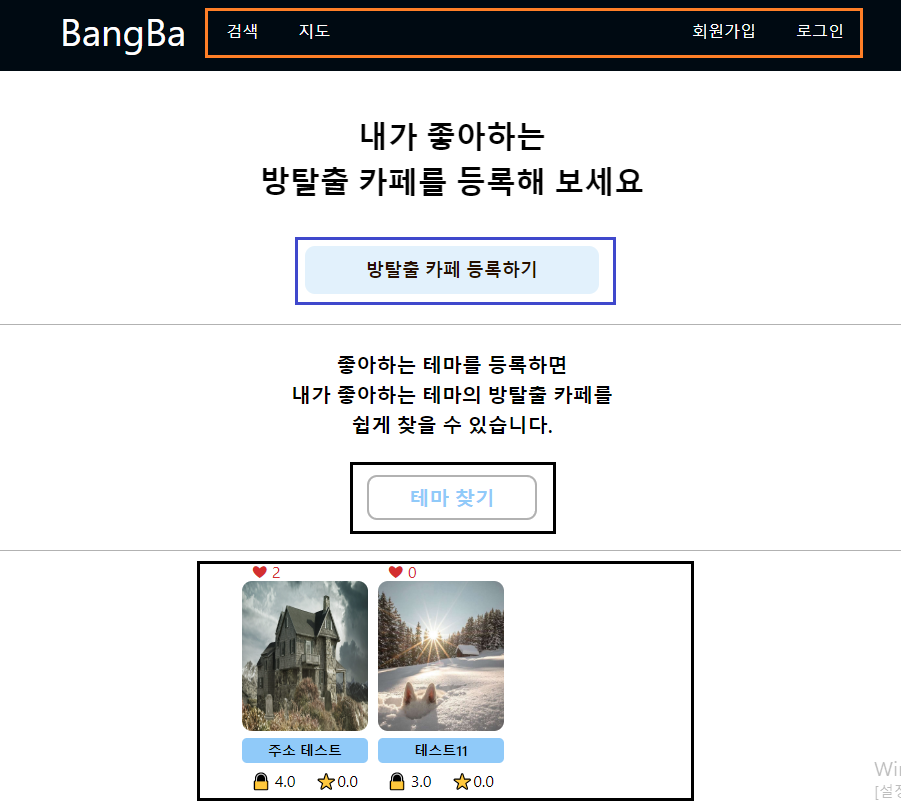 BangBa 검색 지도 회원가입 로그인
내가 좋아하는
방탈출 카페를 등록해 보세요
방탈출 카페 등록하기
좋아하는 테마를 등록하면
내가 좋아하는 테마의 방탈출 카페를
쉽게 찾을 수 있습니다.
테마 찾기
2 0
주소 테스트 테스트11
4.0 0.0 3.0 0.0
Win
[설정